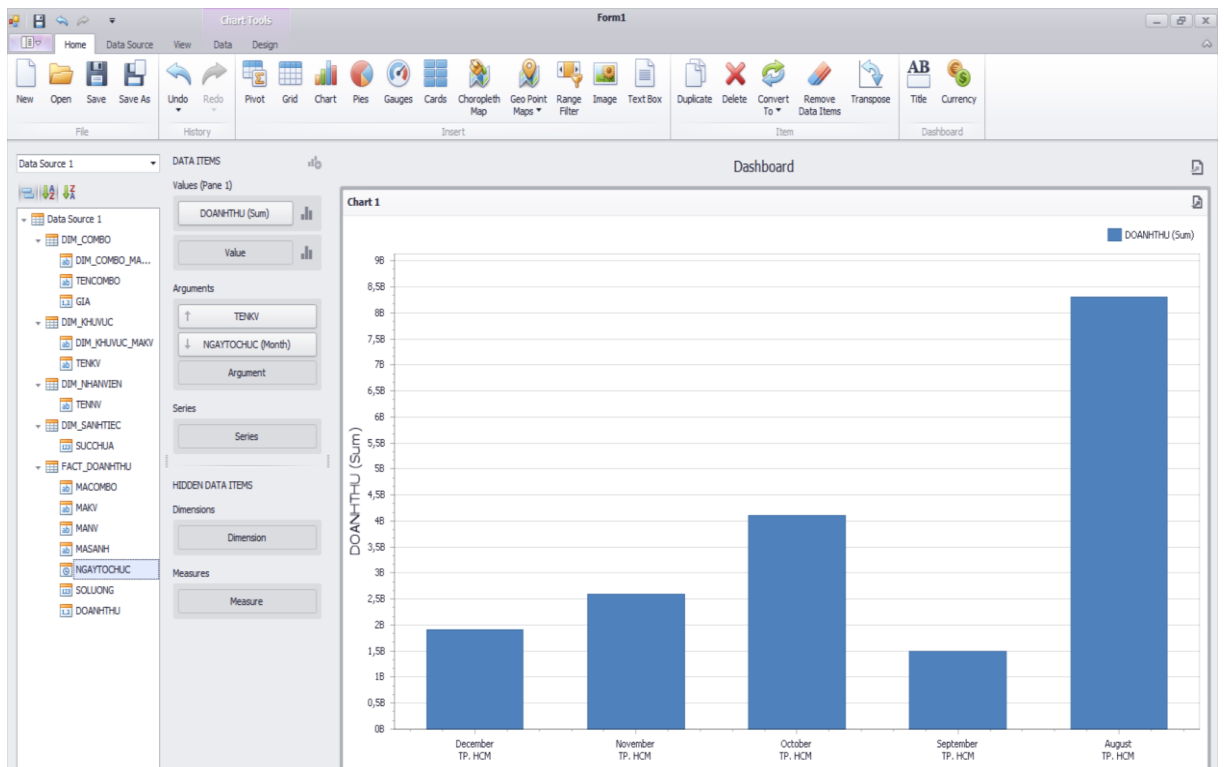 Chart Tools
Form1
Home Data Source View Data Design
New Open Save Save As Undo Redo Pivot Grid Chart Pies Gauges Cards Choropleth Map Geo Point Maps Range Filter Image Text Box Duplicate Delete Convert To Remove Data Items Transpose AB Title Currency
File History Insert Item Dashboard
Data Source 1
Data Source 1
DIM_COMBO
DIM_COMBO_MA...
TENCOMBO
GIA
DIM_KHUVUC
DIM_KHUVUC_MAKV
TENKV
DIM_NHANVIEN
TENNV
DIM_SANHTIEC
SUCCHUA
FACT_DOANHTHU
MACOMBO
MAKV
MANV
MASANH
NGAYTOCHUC
SOLUONG
DOANHTHU
DATA ITEMS
Values (Pane 1)
DOANHTHU (Sum)
Value
Arguments
TENKV
NGAYTOCHUC (Month)
Argument
Series
Series
HIDDEN DATA ITEMS
Dimensions
Dimension
Measures
Measure
Dashboard
Chart 1
DOANHTHU (Sum)
DOANHTHU (Sum)
9B
8,5B
8B
7,5B
7B
6,5B
6B
5,5B
5B
4,5B
4B
3,5B
3B
2,5B
2B
1,5B
1B
0,5B
0B
December November October September August
TP. HCM TP. HCM TP. HCM TP. HCM TP. HCM